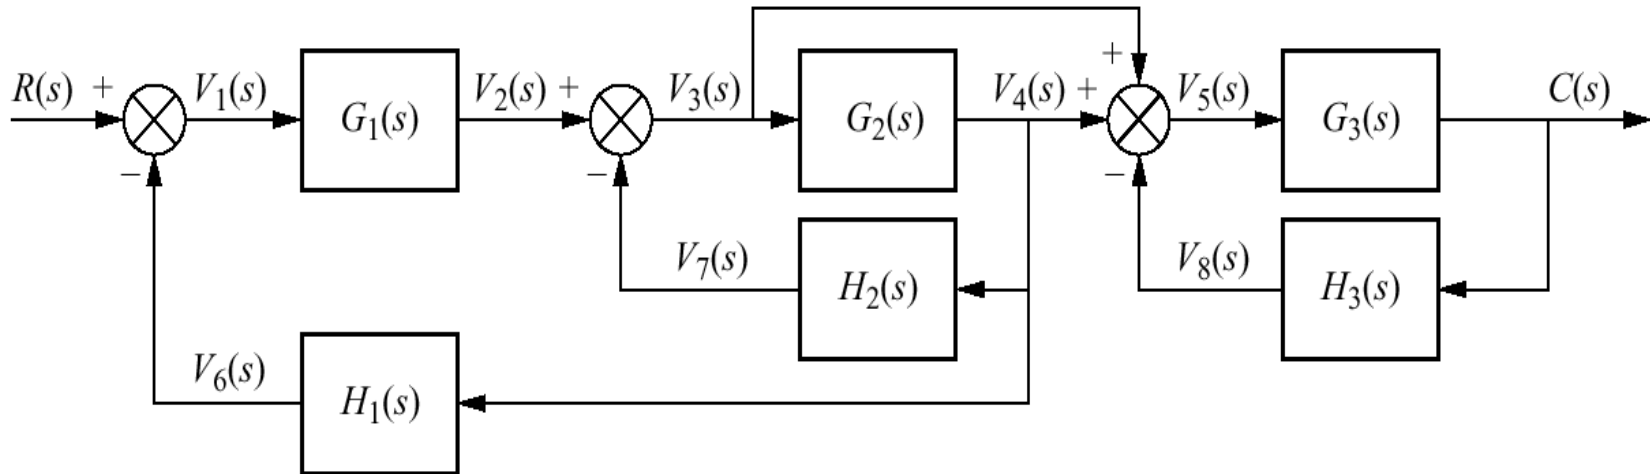 R(s) + V₁(s) G₁(s) V₂(s) + V₃(s) G₂(s) V₄(s) + + V₅(s) G₃(s) C(s)
− − −
V₇(s) H₂(s) V₈(s) H₃(s)
V₆(s) H₁(s)